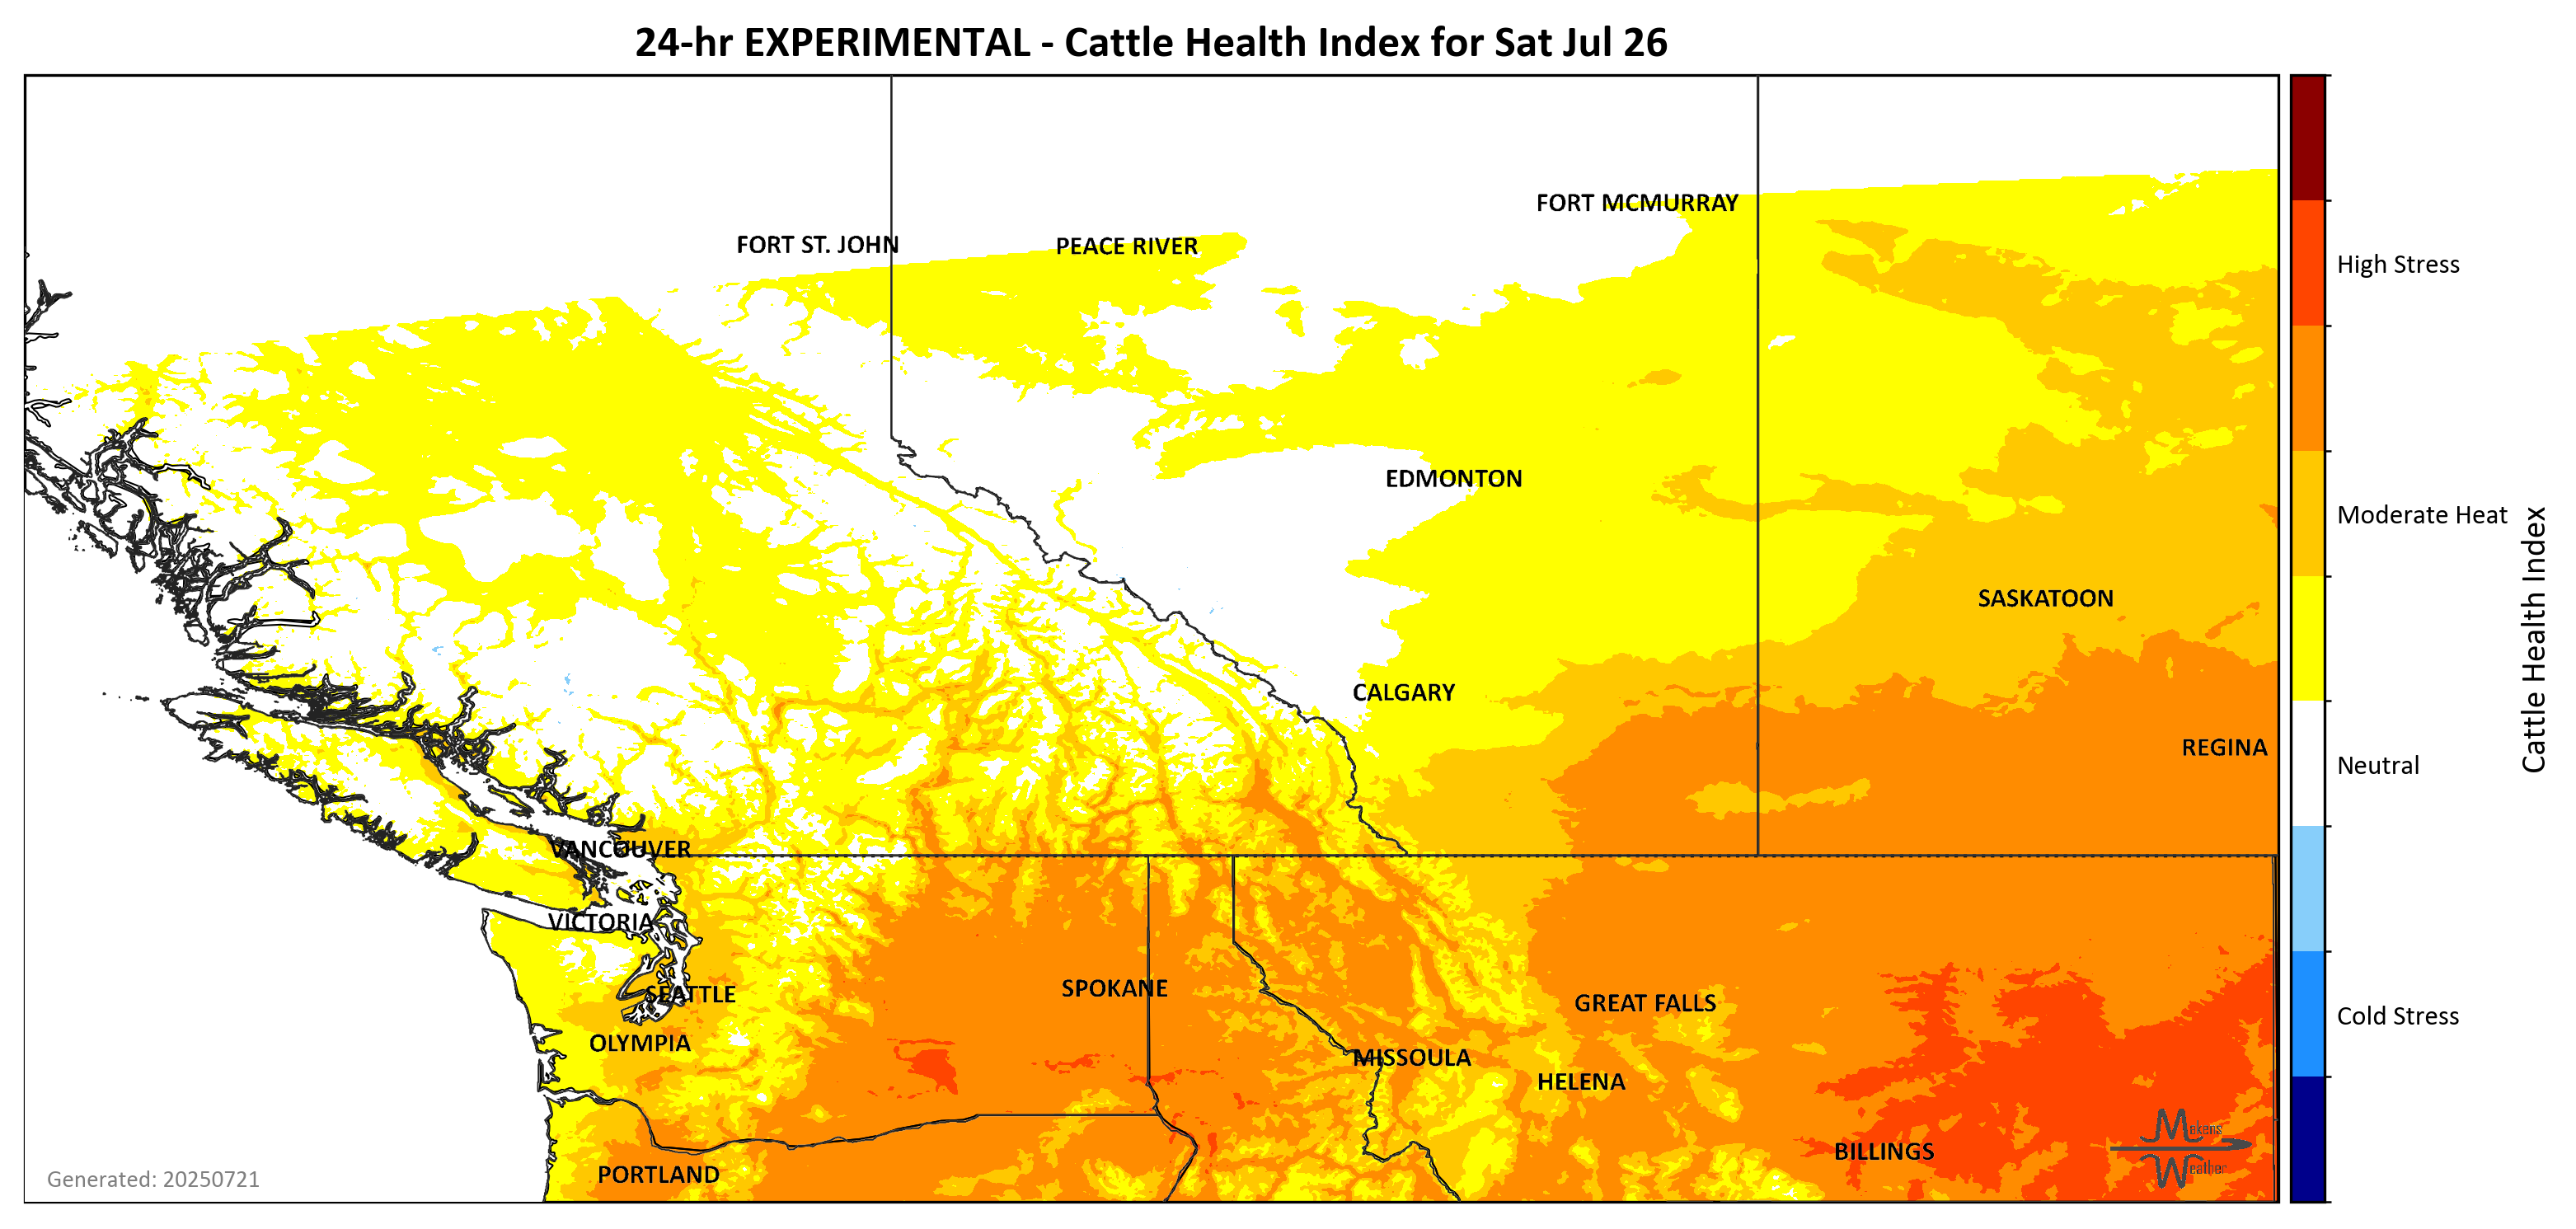 24-hr EXPERIMENTAL - Cattle Health Index for Sat Jul 26
FORT MCMURRAY
FORT ST. JOHN
PEACE RIVER
High Stress
EDMONTON
Moderate Heat
SASKATOON
Cattle Health Index
CALGARY
REGINA
Neutral
VANCOUVER
VICTORIA
SPOKANE
SEATTLE
GREAT FALLS
Cold Stress
OLYMPIA
MISSOULA
HELENA
Makens
Weather
BILLINGS
PORTLAND
Generated: 20250721